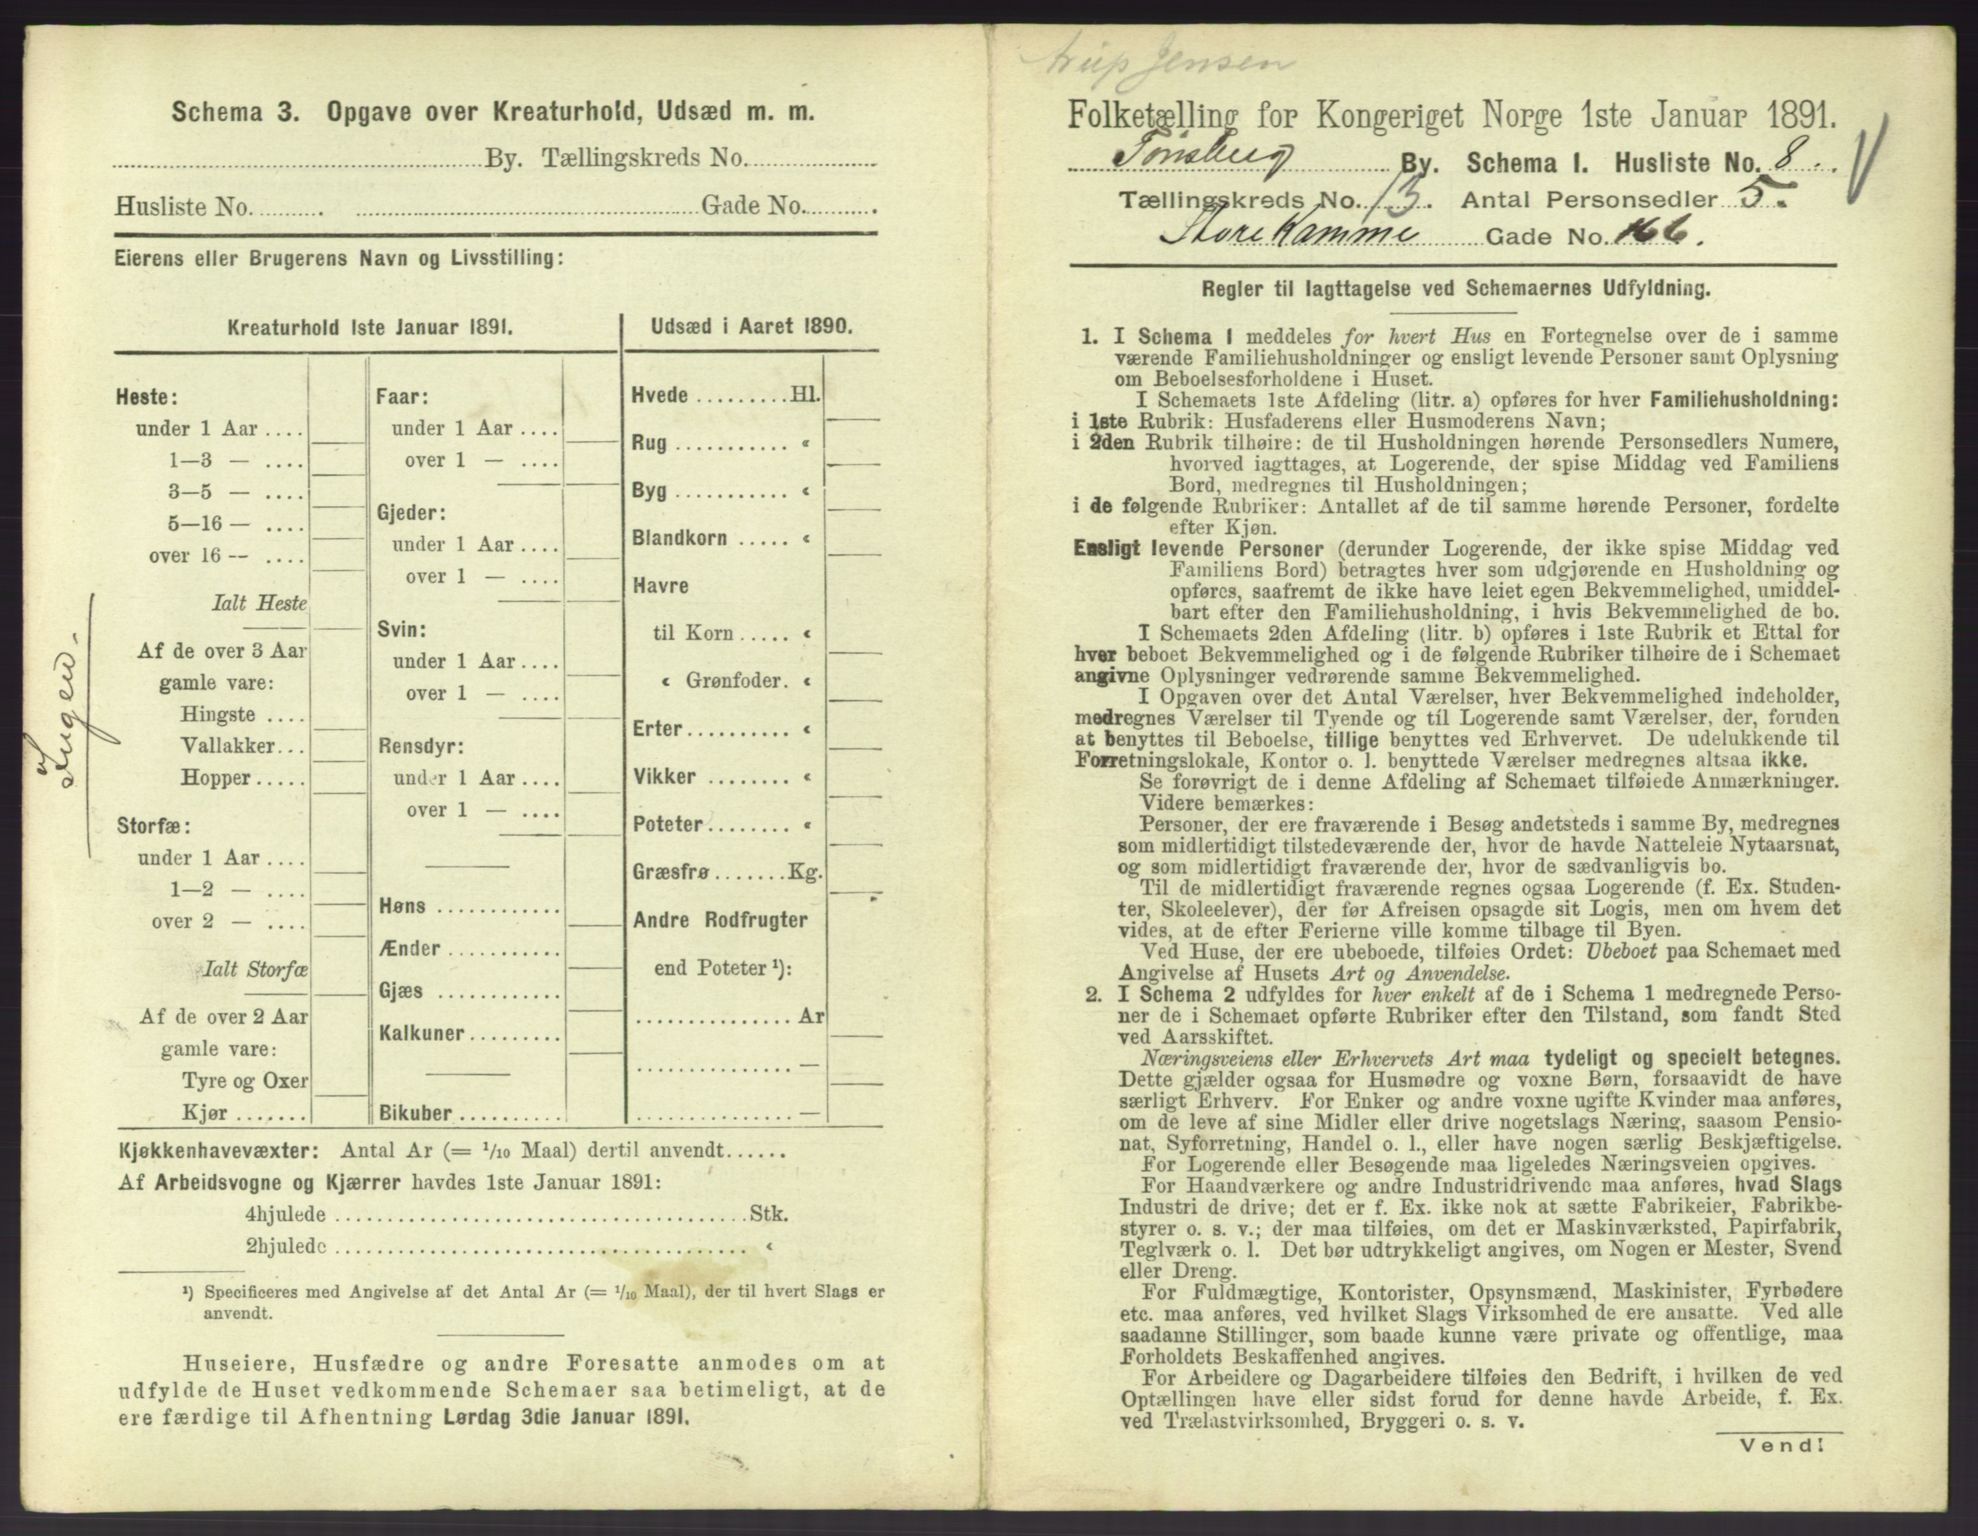 Schema 3. Opgave over Kreaturhold, Udsæd m. m.
By. Tællingskreds No.
Husliste No. Gade No.
Eierens eller Brugerens Navn og Livsstilling:
Kreaturhold 1ste Januar 1891.
Heste:
under 1 Aar
1—3 —
3—5 —
5—16 —
over 16 —
Ialt Heste
Af de over 3 Aar
gamle vare:
Hingste
Vallakker
Hopper
Storfæ:
under 1 Aar
1—2 —
over 2 —
Ialt Storfæ
Af de over 2 Aar
gamle vare:
Tyre og Oxer
Kjør
Faar:
under 1 Aar
over 1 —
Gjeder:
under 1 Aar
over 1 —
Svin:
under 1 Aar
over 1 —
Rensdyr:
under 1 Aar
over 1 —
Høns
Ænder
Gjæs
Kalkuner
Bikuber
Udsæd i Aaret 1890.
Hvede Hl.
Rug «
Byg «
Blandkorn «
Havre
til Korn «
« Grønfoder. «
Erter «
Vikker «
Poteter «
Græsfrø Kg.
Andre Rodfrugter
end Poteter ¹):
Ar
—
—
Ingen.
Kjøkkenhavevæxter: Antal Ar (= 1/10 Maal) dertil anvendt
Af Arbeidsvogne og Kjærrer havdes 1ste Januar 1891:
4hjulede Stk.
2hjulede «
¹) Specificeres med Angivelse af det Antal Ar (= 1/10 Maal), der til hvert Slags er
anvendt.
Huseiere, Husfædre og andre Foresatte anmodes om at
udfylde de Huset vedkommende Schemaer saa betimeligt, at de
ere færdige til Afhentning Lørdag 3die Januar 1891.
Jensen
Folketælling for Kongeriget Norge 1ste Januar 1891.
Tønsberg By. Schema 1. Husliste No. 8.
Tællingskreds No. 13. Antal Personsedler 5.
Store Kamme Gade No.
Regler til Iagttagelse ved Schemaernes Udfyldning.
1. I Schema 1 meddeles for hvert Hus en Fortegnelse over de i samme
værende Familiehusholdninger og ensligt levende Personer samt Oplysning
om Beboelsesforholdene i Huset.
I Schemaets 1ste Afdeling (litr. a) opføres for hver Familiehusholdning:
i 1ste Rubrik: Husfaderens eller Husmoderens Navn;
i 2den Rubrik tilhøire: de til Husholdningen hørende Personsedlers Numere,
hvorved iagttages, at Logerende, der spise Middag ved Familiens
Bord, medregnes til Husholdningen;
i de følgende Rubriker: Antallet af de til samme hørende Personer, fordelte
efter Kjøn.
Ensligt levende Personer (derunder Logerende, der ikke spise Middag ved
Familiens Bord) betragtes hver som udgjørende en Husholdning og
opføres, saafremt de ikke have leiet egen Bekvemmelighed, umiddel-
bart efter den Familiehusholdning, i hvis Bekvemmelighed de bo.
I Schemaets 2den Afdeling (litr. b) opføres i 1ste Rubrik et Ettal for
hver beboet Bekvemmelighed og i de følgende Rubriker tilhøire de i Schemaet
angivne Oplysninger vedrørende samme Bekvemmelighed.
I Opgaven over det Antal Værelser, hver Bekvemmelighed indeholder,
medregnes Værelser til Tyende og til Logerende samt Værelser, der, foruden
at benyttes til Beboelse, tillige benyttes ved Erhvervet. De udelukkende til
Forretningslokale, Kontor o. l. benyttede Værelser medregnes altsaa ikke.
Se forøvrigt de i denne Afdeling af Schemaet tilføiede Anmærkninger.
Videre bemærkes:
Personer, der ere fraværende i Besøg andetsteds i samme By, medregnes
som midlertidigt tilstedeværende der, hvor de havde Natteleie Nytaarsnat,
og som midlertidigt fraværende der, hvor de sædvanligvis bo.
Til de midlertidigt fraværende regnes ogsaa Logerende (f. Ex. Studen-
ter, Skoleelever), der før Afreisen opsagde sit Logis, men om hvem det
vides, at de efter Ferierne ville komme tilbage til Byen.
Ved Huse, der ere ubeboede, tilføies Ordet: Ubeboet paa Schemaet med
Angivelse af Husets Art og Anvendelse.
2. I Schema 2 udfyldes for hver enkelt af de i Schema 1 medregnede Perso-
ner de i Schemaet opførte Rubriker efter den Tilstand, som fandt Sted
ved Aarsskiftet.
Næringsveiens eller Erhvervets Art maa tydeligt og specielt betegnes.
Dette gjælder ogsaa for Husmødre og voxne Børn, forsaavidt de have
særligt Erhverv. For Enker og andre voxne ugifte Kvinder maa anføres,
om de leve af sine Midler eller drive nogetslags Næring, saasom Pensio-
nat, Syforretning, Handel o. l., eller have nogen særlig Beskjæftigelse.
For Logerende eller Besøgende maa ligeledes Næringsveien opgives.
For Haandværkere og andre Industridrivende maa anføres, hvad Slags
Industri de drive; det er f. Ex. ikke nok at sætte Fabrikeier, Fabrikbe-
styrer o. s. v.; der maa tilføies, om det er Maskinværksted, Papirfabrik,
Teglværk o. l. Det bør udtrykkeligt angives, om Nogen er Mester, Svend
eller Dreng.
For Fuldmægtige, Kontorister, Opsynsmænd, Maskinister, Fyrbødere
etc. maa anføres, ved hvilket Slags Virksomhed de ere ansatte. Ved alle
saadanne Stillinger, som baade kunne være private og offentlige, maa
Forholdets Beskaffenhed angives.
For Arbeidere og Dagarbeidere tilføies den Bedrift, i hvilken de ved
Optællingen have eller sidst forud for denne havde Arbeide, f. Ex.
ved Trælastvirksomhed, Bryggeri o. s. v.
Vend!